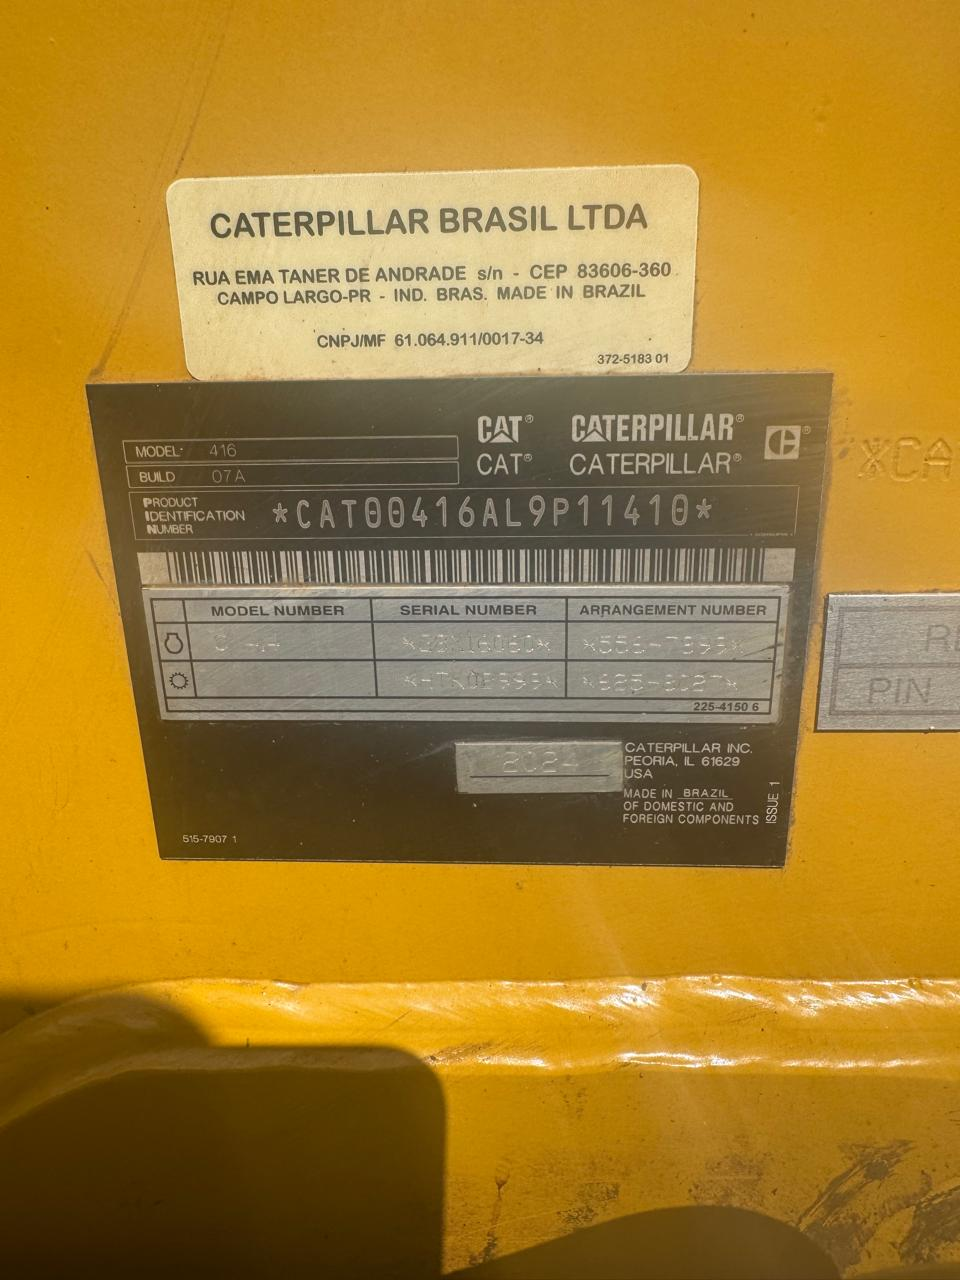 CATERPILLAR BRASIL LTDA
RUA EMA TANER DE ANDRADE s/n - CEP 83606-360
CAMPO LARGO-PR - IND. BRAS. MADE IN BRAZIL
CNPJ/MF 61.064.911/0017-34
372-5183 01
CAT® CATERPILLAR®
CAT® CATERPILLAR®
MODEL: 416
BUILD 07A
PRODUCT IDENTIFICATION NUMBER *CAT00416AL9P11410*
MODEL NUMBER SERIAL NUMBER ARRANGEMENT NUMBER
225-4150 6
2024
CATERPILLAR INC.
PEORIA, IL 61629
USA
MADE IN BRAZIL
OF DOMESTIC AND
FOREIGN COMPONENTS
ISSUE 1
515-7907 1
*CA
PIN